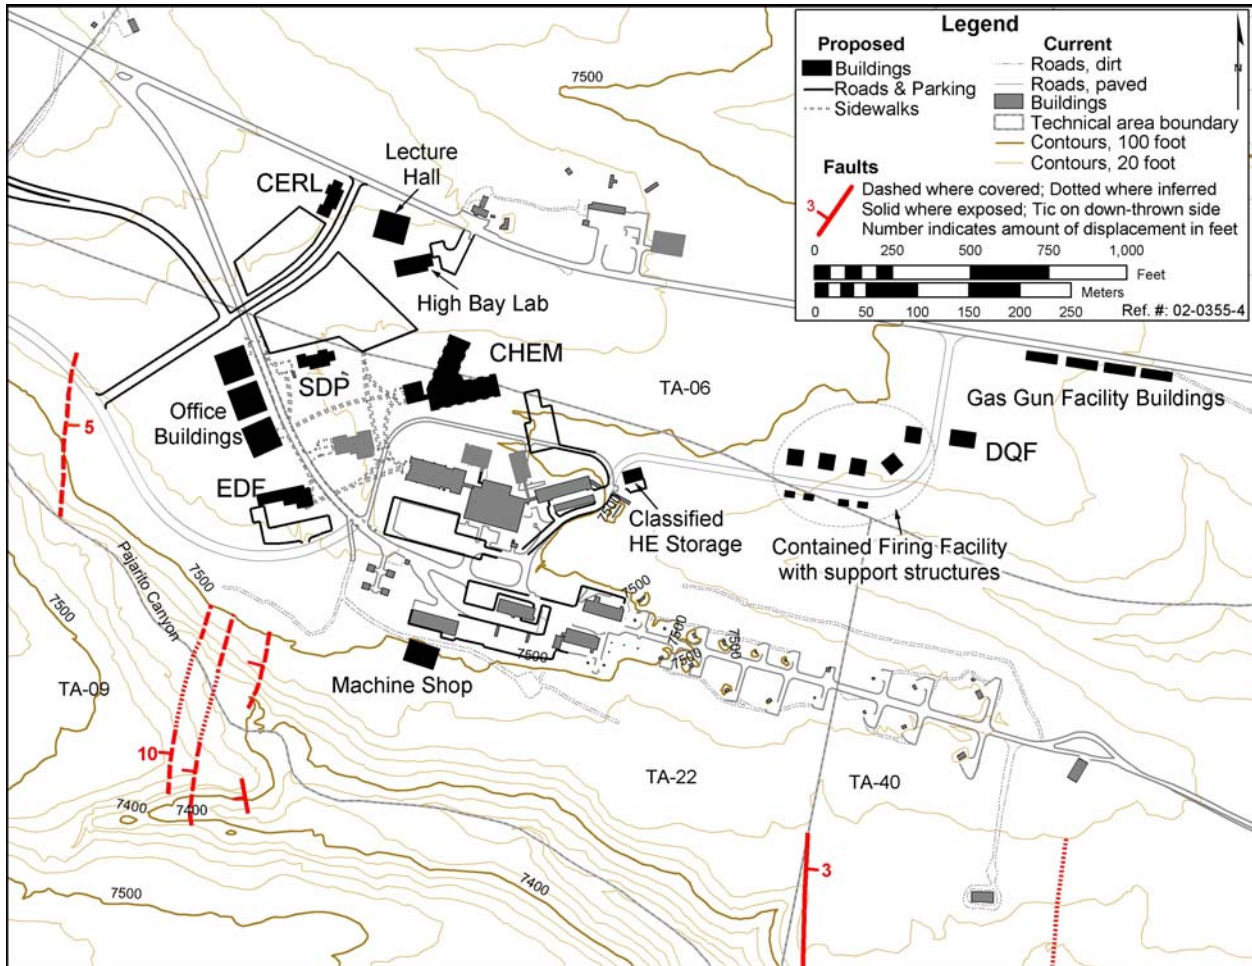 Legend
Proposed
Buildings
Roads & Parking
Sidewalks
Current
Roads, dirt
Roads, paved
Buildings
Technical area boundary
Contours, 100 foot
Contours, 20 foot
N
Faults
3
Dashed where covered; Dotted where inferred
Solid where exposed; Tic on down-thrown side
Number indicates amount of displacement in feet
0 250 500 750 1,000
Feet
Meters
0 50 100 150 200 250
Ref. #: 02-0355-4
7500
Lecture
Hall
CERL
High Bay Lab
CHEM
SDP
TA-06
Gas Gun Facility Buildings
Office
Buildings
5
DQF
EDF
7500
Classified
HE Storage
Contained Firing Facility
with support structures
Pajarito Canyon
7500
7500
7500
7500
7500
7500
7500
Machine Shop
TA-09
10
TA-22
TA-40
7400
7400
3
7400
7500